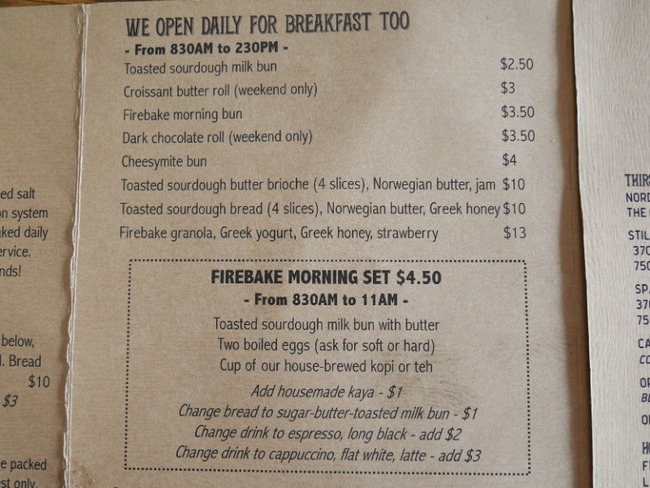 WE OPEN DAILY FOR BREAKFAST TOO
- From 830AM to 230PM -
Toasted sourdough milk bun $2.50
Croissant butter roll (weekend only) $3
Firebake morning bun $3.50
Dark chocolate roll (weekend only) $3.50
Cheesymite bun $4
Toasted sourdough butter brioche (4 slices), Norwegian butter, jam $10
Toasted sourdough bread (4 slices), Norwegian butter, Greek honey $10
Firebake granola, Greek yogurt, Greek honey, strawberry $13
FIREBAKE MORNING SET $4.50
- From 830AM to 11AM -
Toasted sourdough milk bun with butter
Two boiled eggs (ask for soft or hard)
Cup of our house-brewed kopi or teh
Add housemade kaya - $1
Change bread to sugar-butter-toasted milk bun - $1
Change drink to espresso, long black - add $2
Change drink to cappuccino, flat white, latte - add $3
salt
system
daily
below,
Bread
$10
$3
packed
only.
THE